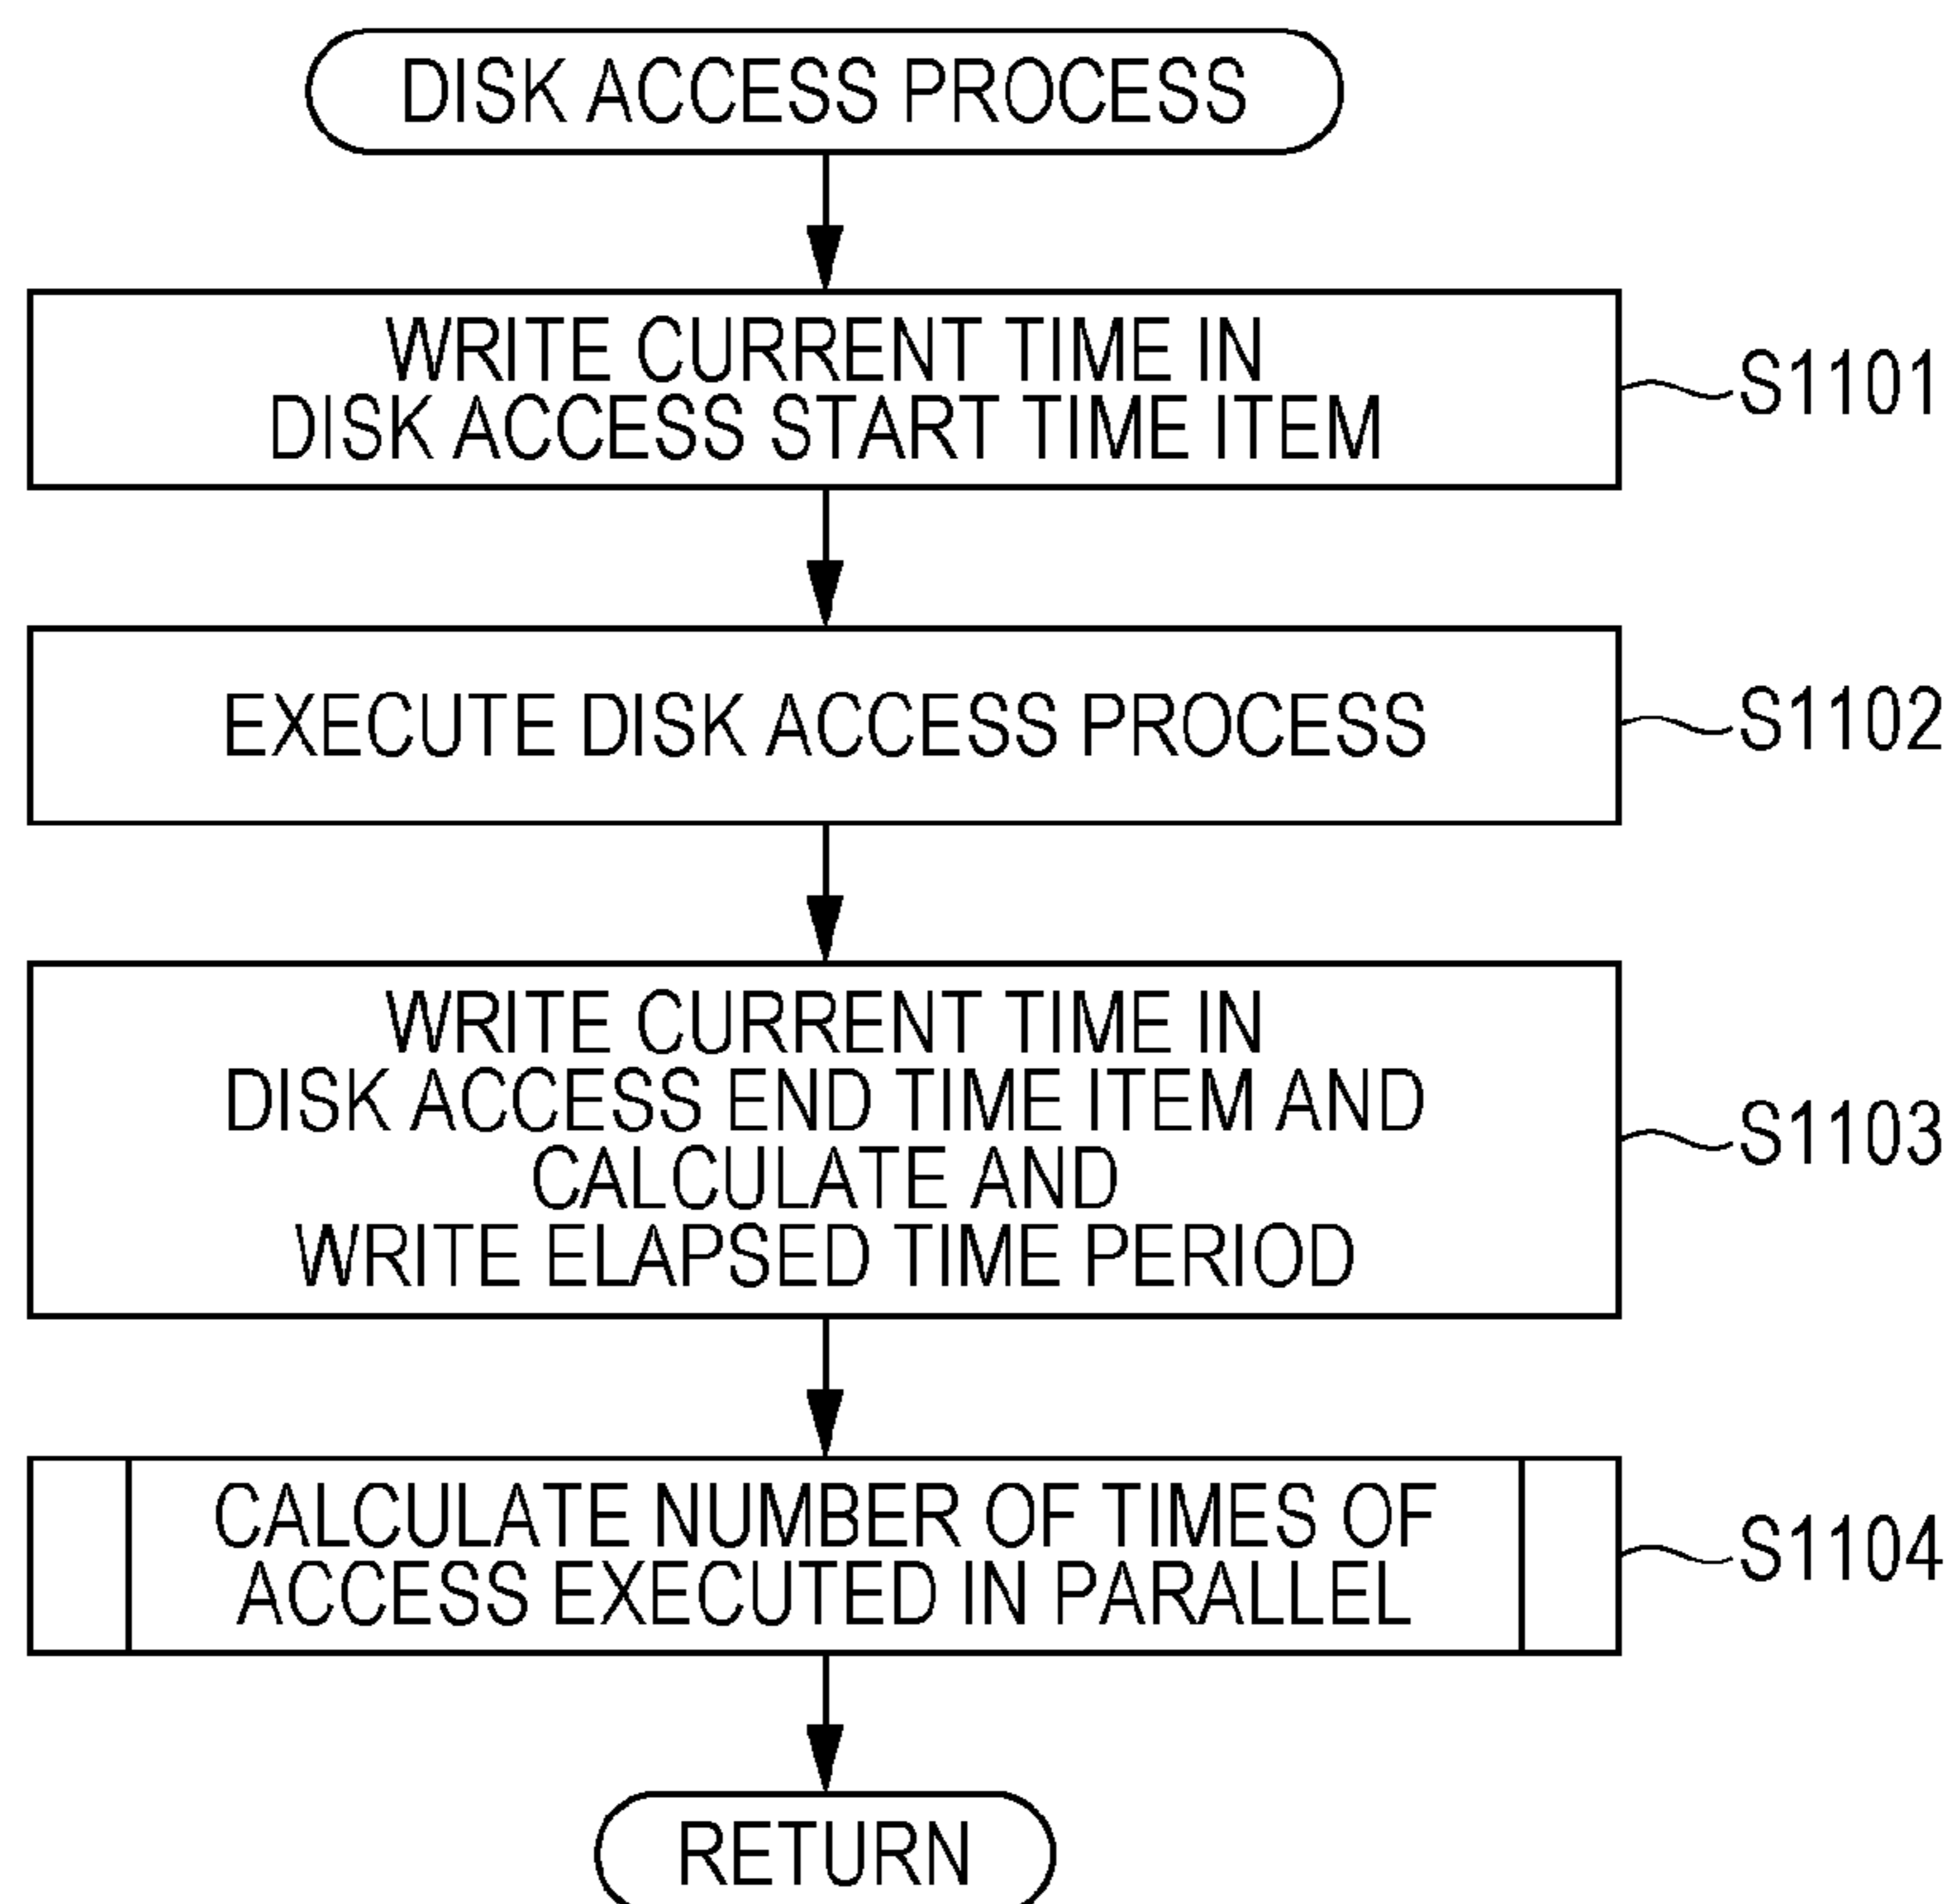 DISK ACCESS PROCESS
WRITE CURRENT TIME IN
DISK ACCESS START TIME ITEM
S1101
EXECUTE DISK ACCESS PROCESS
S1102
WRITE CURRENT TIME IN
DISK ACCESS END TIME ITEM AND
CALCULATE AND
WRITE ELAPSED TIME PERIOD
S1103
CALCULATE NUMBER OF TIMES OF
ACCESS EXECUTED IN PARALLEL
S1104
RETURN